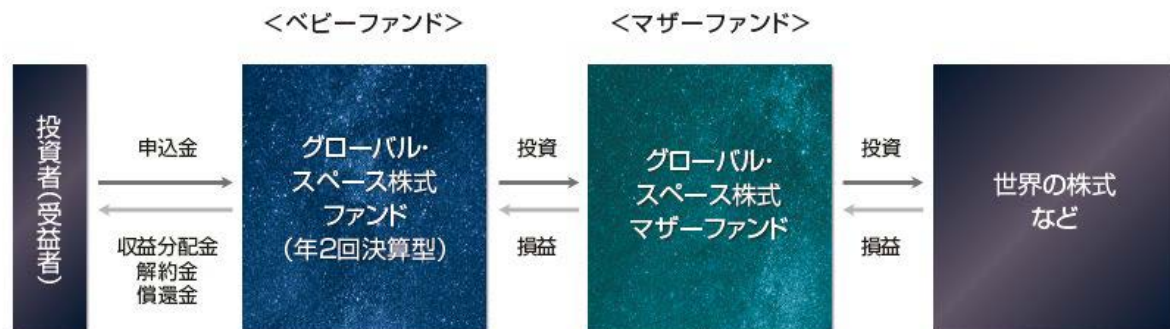 ＜ベビーファンド＞
＜マザーファンド＞
投資者(受益者)
申込金
収益分配金
解約金
償還金
グローバル・
スペース株式
ファンド
(年2回決算型)
投資
損益
グローバル・
スペース株式
マザーファンド
投資
損益
世界の株式
など